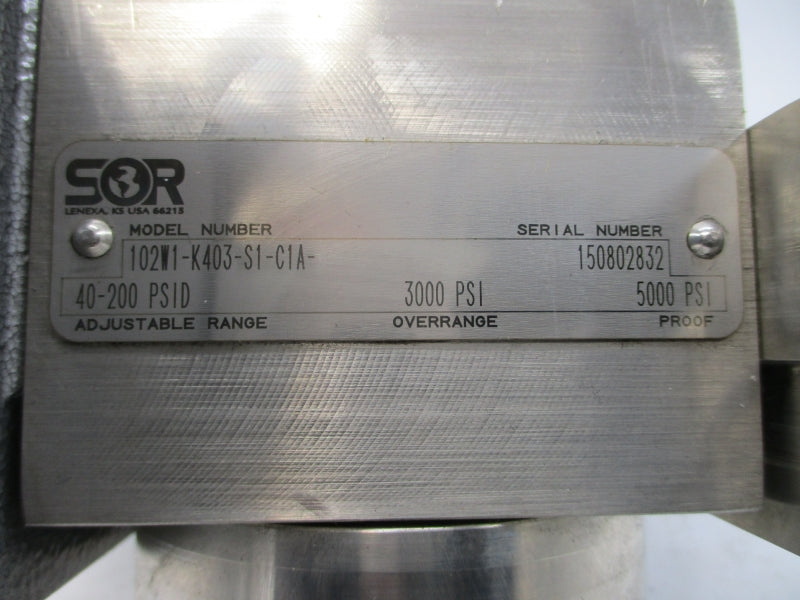 SOR
LENEXA, KS USA 66215
MODEL NUMBER SERIAL NUMBER
102W1-K403-S1-C1A- 150802832
40-200 PSID 3000 PSI 5000 PSI
ADJUSTABLE RANGE OVERRANGE PROOF